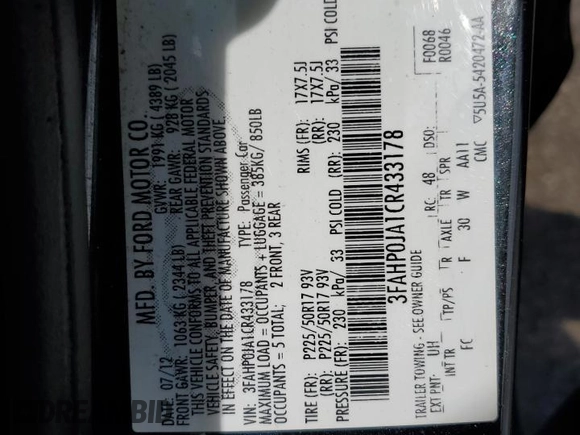 MFD. BY FORD MOTOR CO.
07/12 GVWR: 1991 KG ( 4389 LB)
FRONT GAWR: 1063 KG ( 2344LB) REAR GAWR: 928 KG ( 2045 LB)
THIS VEHICLE CONFORMS TO ALL APPLICABLE FEDERAL MOTOR
VEHICLE SAFETY, BUMPER, AND THEFT PREVENTION STANDARDS
IN EFFECT ON THE DATE OF MANUFACTURE SHOWN ABOVE.
VIN: 3FAHP0JA1CR433178 TYPE: Passenger Car
MAXIMUM LOAD = OCCUPANTS + LUGGAGE = 385KG/ 850LB
OCCUPANTS = 5 TOTAL; 2 FRONT, 3 REAR
TIRE (FR): P225/50R17 93V RIMS (FR): 17X7.5J
(RR): P225/50R17 93V (RR): 17X7.5J
PRESSURE (FR): 230 kPa/ 33 PSI COLD (RR): 230 kPa/ 33 PSI COLD
3FAHP0JA1CR433178
TRAILER TOWING - SEE OWNER GUIDE F0068
R0046
EXT PNT: UH RC: 48 DSO:
INT TR TP/PS R AXLE TR SPR
FC F 30 W AA11
CMC 5U5A-5420472-AA